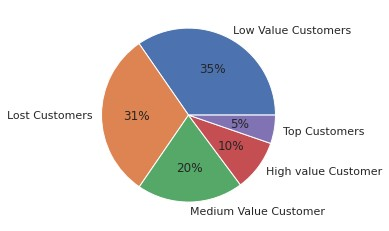 Low Value Customers
35%
Lost Customers
31%
5%
Top Customers
10%
High value Customer
20%
Medium Value Customer